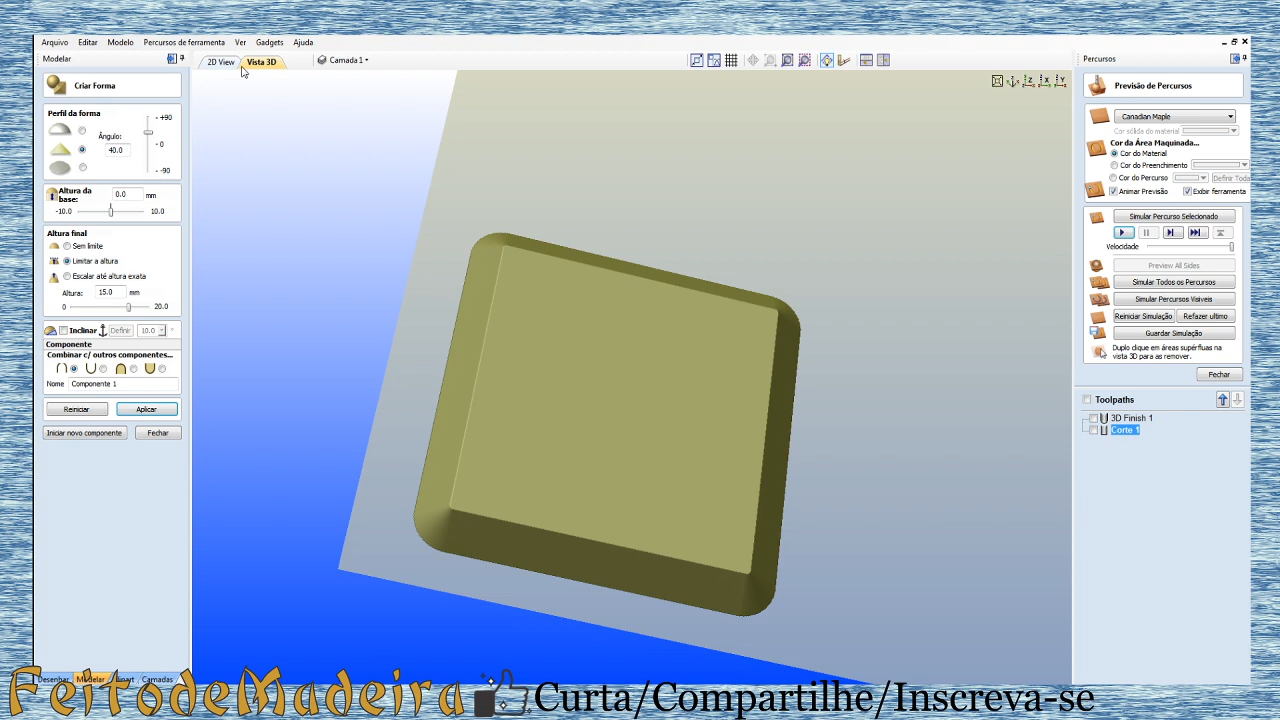 Arquivo Editar Modelo Percursos de ferramenta Ver Gadgets Ajuda
Modelar
2D View Vista 3D Camada 1
Percursos
Criar Forma
Perfil da forma
Ângulo:
40.0
- +90
- 0
- -90
Altura da base: 0.0 mm
-10.0 10.0
Altura final
Sem limite
Limitar a altura
Escalar até altura exata
Altura: 15.0 mm
0 20.0
Inclinar Definir 10.0 °
Componente
Combinar c/ outros componentes...
Nome Componente 1
Reiniciar Aplicar
Iniciar novo componente Fechar
Previsão de Percursos
Canadian Maple
Cor sólida do material
Cor da Área Maquinada...
Cor do Material
Cor do Preenchimento
Cor do Percurso Definir Toda
Animar Previsão Exibir ferramenta
Simular Percurso Selecionado
Velocidade
Preview All Sides
Simular Todos os Percursos
Simular Percursos Visiveis
Reiniciar Simulação Refazer ultimo
Guardar Simulação
Duplo clique em áreas supérfluas na
vista 3D para as remover.
Fechar
Toolpaths
3D Finish 1
Corte 1
Desenhar Modelar Camadas
FeitodeMadeira Curta/Compartilhe/Inscreva-se